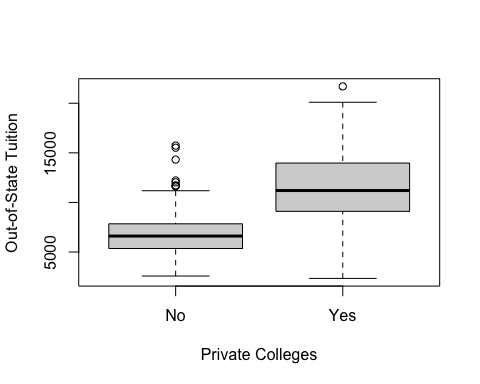 Out-of-State Tuition
15000
5000
No
Yes
Private Colleges